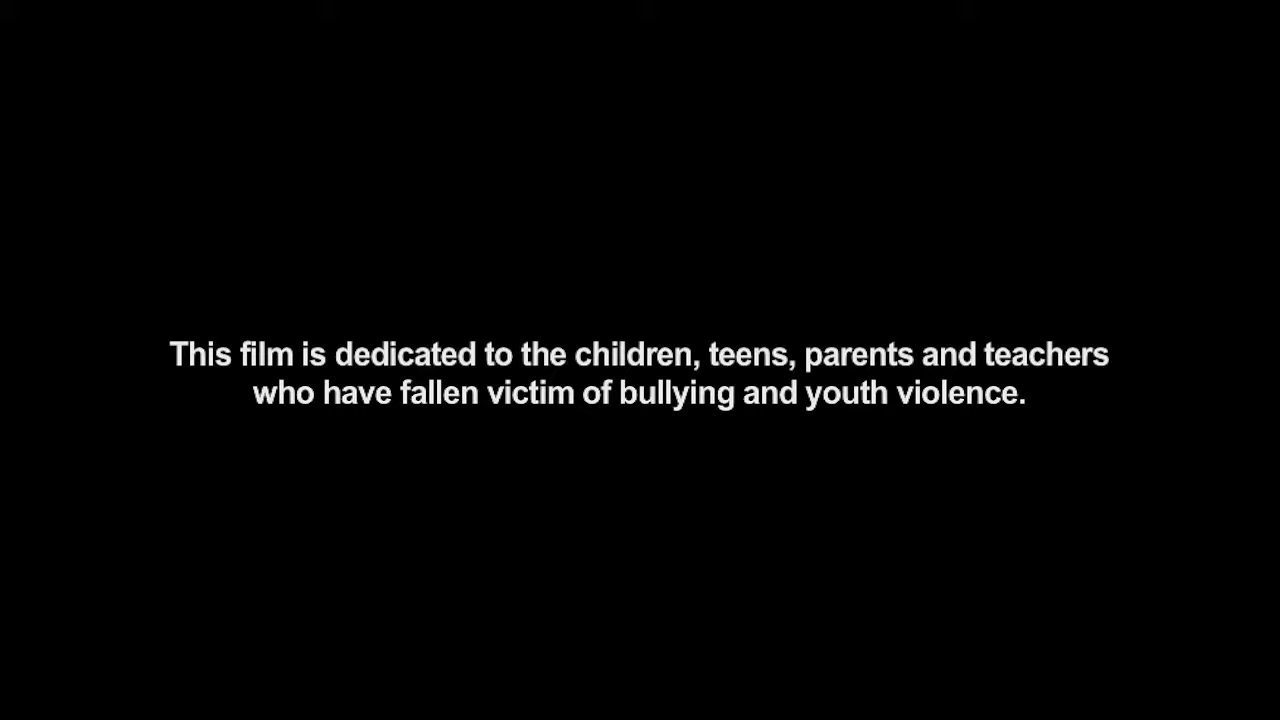 This film is dedicated to the children, teens, parents and teachers
who have fallen victim of bullying and youth violence.